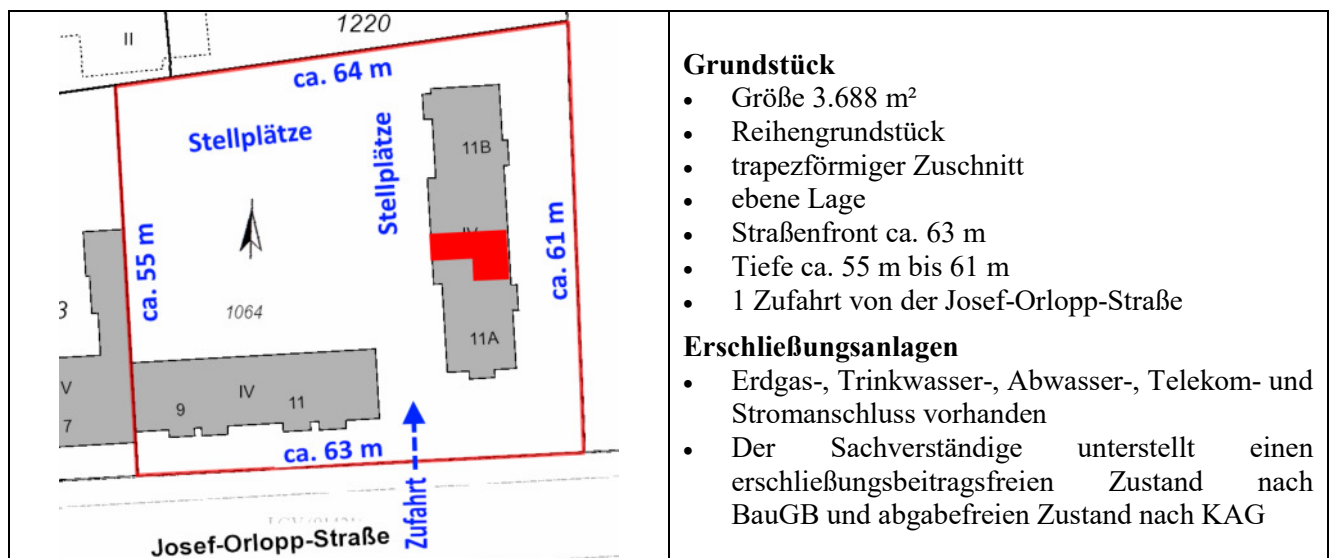 1220
II
ca. 64 m
Stellplätze
Stellplätze
11B
IV
ca. 55 m
ca. 61 m
3
1064
11A
V
IV
9
11
7
ca. 63 m
Zufahrt
Josef-Orlopp-Straße
Grundstück
• Größe 3.688 m²
• Reihengrundstück
• trapezförmiger Zuschnitt
• ebene Lage
• Straßenfront ca. 63 m
• Tiefe ca. 55 m bis 61 m
• 1 Zufahrt von der Josef-Orlopp-Straße
Erschließungsanlagen
• Erdgas-, Trinkwasser-, Abwasser-, Telekom- und
Stromanschluss vorhanden
• Der Sachverständige unterstellt einen
erschließungsbeitragsfreien Zustand nach
BauGB und abgabefreien Zustand nach KAG